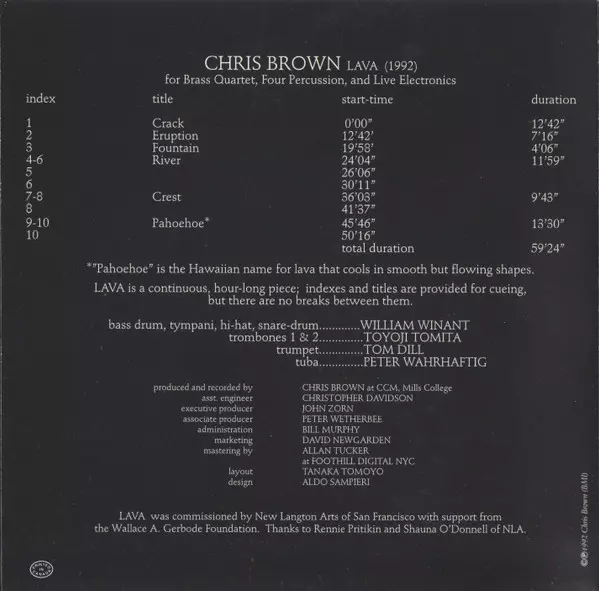 CHRIS BROWN LAVA (1992)
for Brass Quartet, Four Percussion, and Live Electronics
index title start-time duration
1 Crack 0'00" 12'42"
2 Eruption 12'42' 7'16"
3 Fountain 19'58' 4'06"
4-6 River 24'04" 11'59"
5 26'06"
6 30'11"
7-8 Crest 36'03" 9'43"
8 41'37"
9-10 Pahoehoe* 45'46" 13'30"
10 50'16"
total duration 59'24"
*"Pahoehoe" is the Hawaiian name for lava that cools in smooth but flowing shapes.
LAVA is a continuous, hour-long piece; indexes and titles are provided for cueing,
but there are no breaks between them.
bass drum, tympani, hi-hat, snare-drum.............WILLIAM WINANT
trombones 1 & 2..............TOYOJI TOMITA
trumpet..............TOM DILL
tuba..............PETER WAHRHAFTIG
produced and recorded by CHRIS BROWN at CCM, Mills College
asst. engineer CHRISTOPHER DAVIDSON
executive producer JOHN ZORN
associate producer PETER WETHERBEE
administration BILL MURPHY
marketing DAVID NEWGARDEN
mastering by ALLAN TUCKER
at FOOTHILL DIGITAL NYC
layout TANAKA TOMOYO
design ALDO SAMPIERI
LAVA was commissioned by New Langton Arts of San Francisco with support from
the Wallace A. Gerbode Foundation. Thanks to Rennie Pritikin and Shauna O'Donnell of NLA.
©℗1992 Chris Brown (BMI)
PRINTED IN CANADA